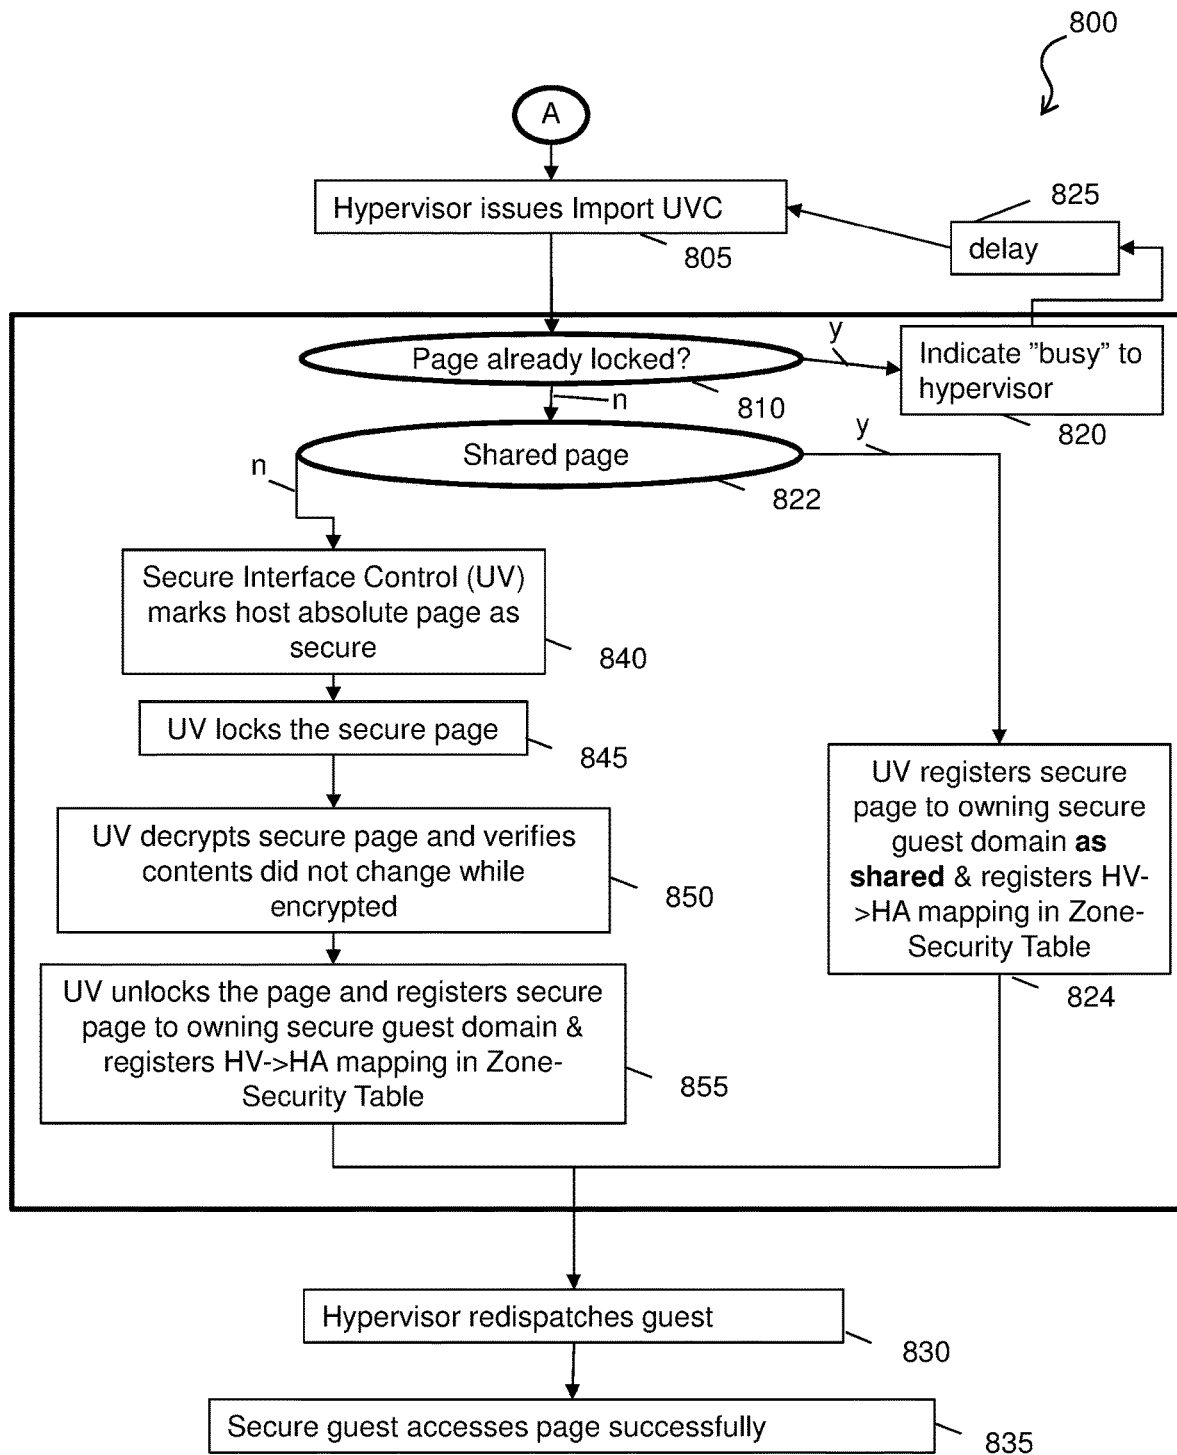 800
A
Hypervisor issues Import UVC
805
825
delay
Page already locked?
810
y
n
Indicate "busy" to
hypervisor
820
Shared page
822
n
y
Secure Interface Control (UV)
marks host absolute page as
secure
840
UV locks the secure page
845
UV decrypts secure page and verifies
contents did not change while
encrypted
850
UV unlocks the page and registers secure
page to owning secure guest domain &
registers HV->HA mapping in Zone-
Security Table
855
UV registers secure
page to owning secure
guest domain as
shared & registers HV-
>HA mapping in Zone-
Security Table
824
Hypervisor redispatches guest
830
Secure guest accesses page successfully
835